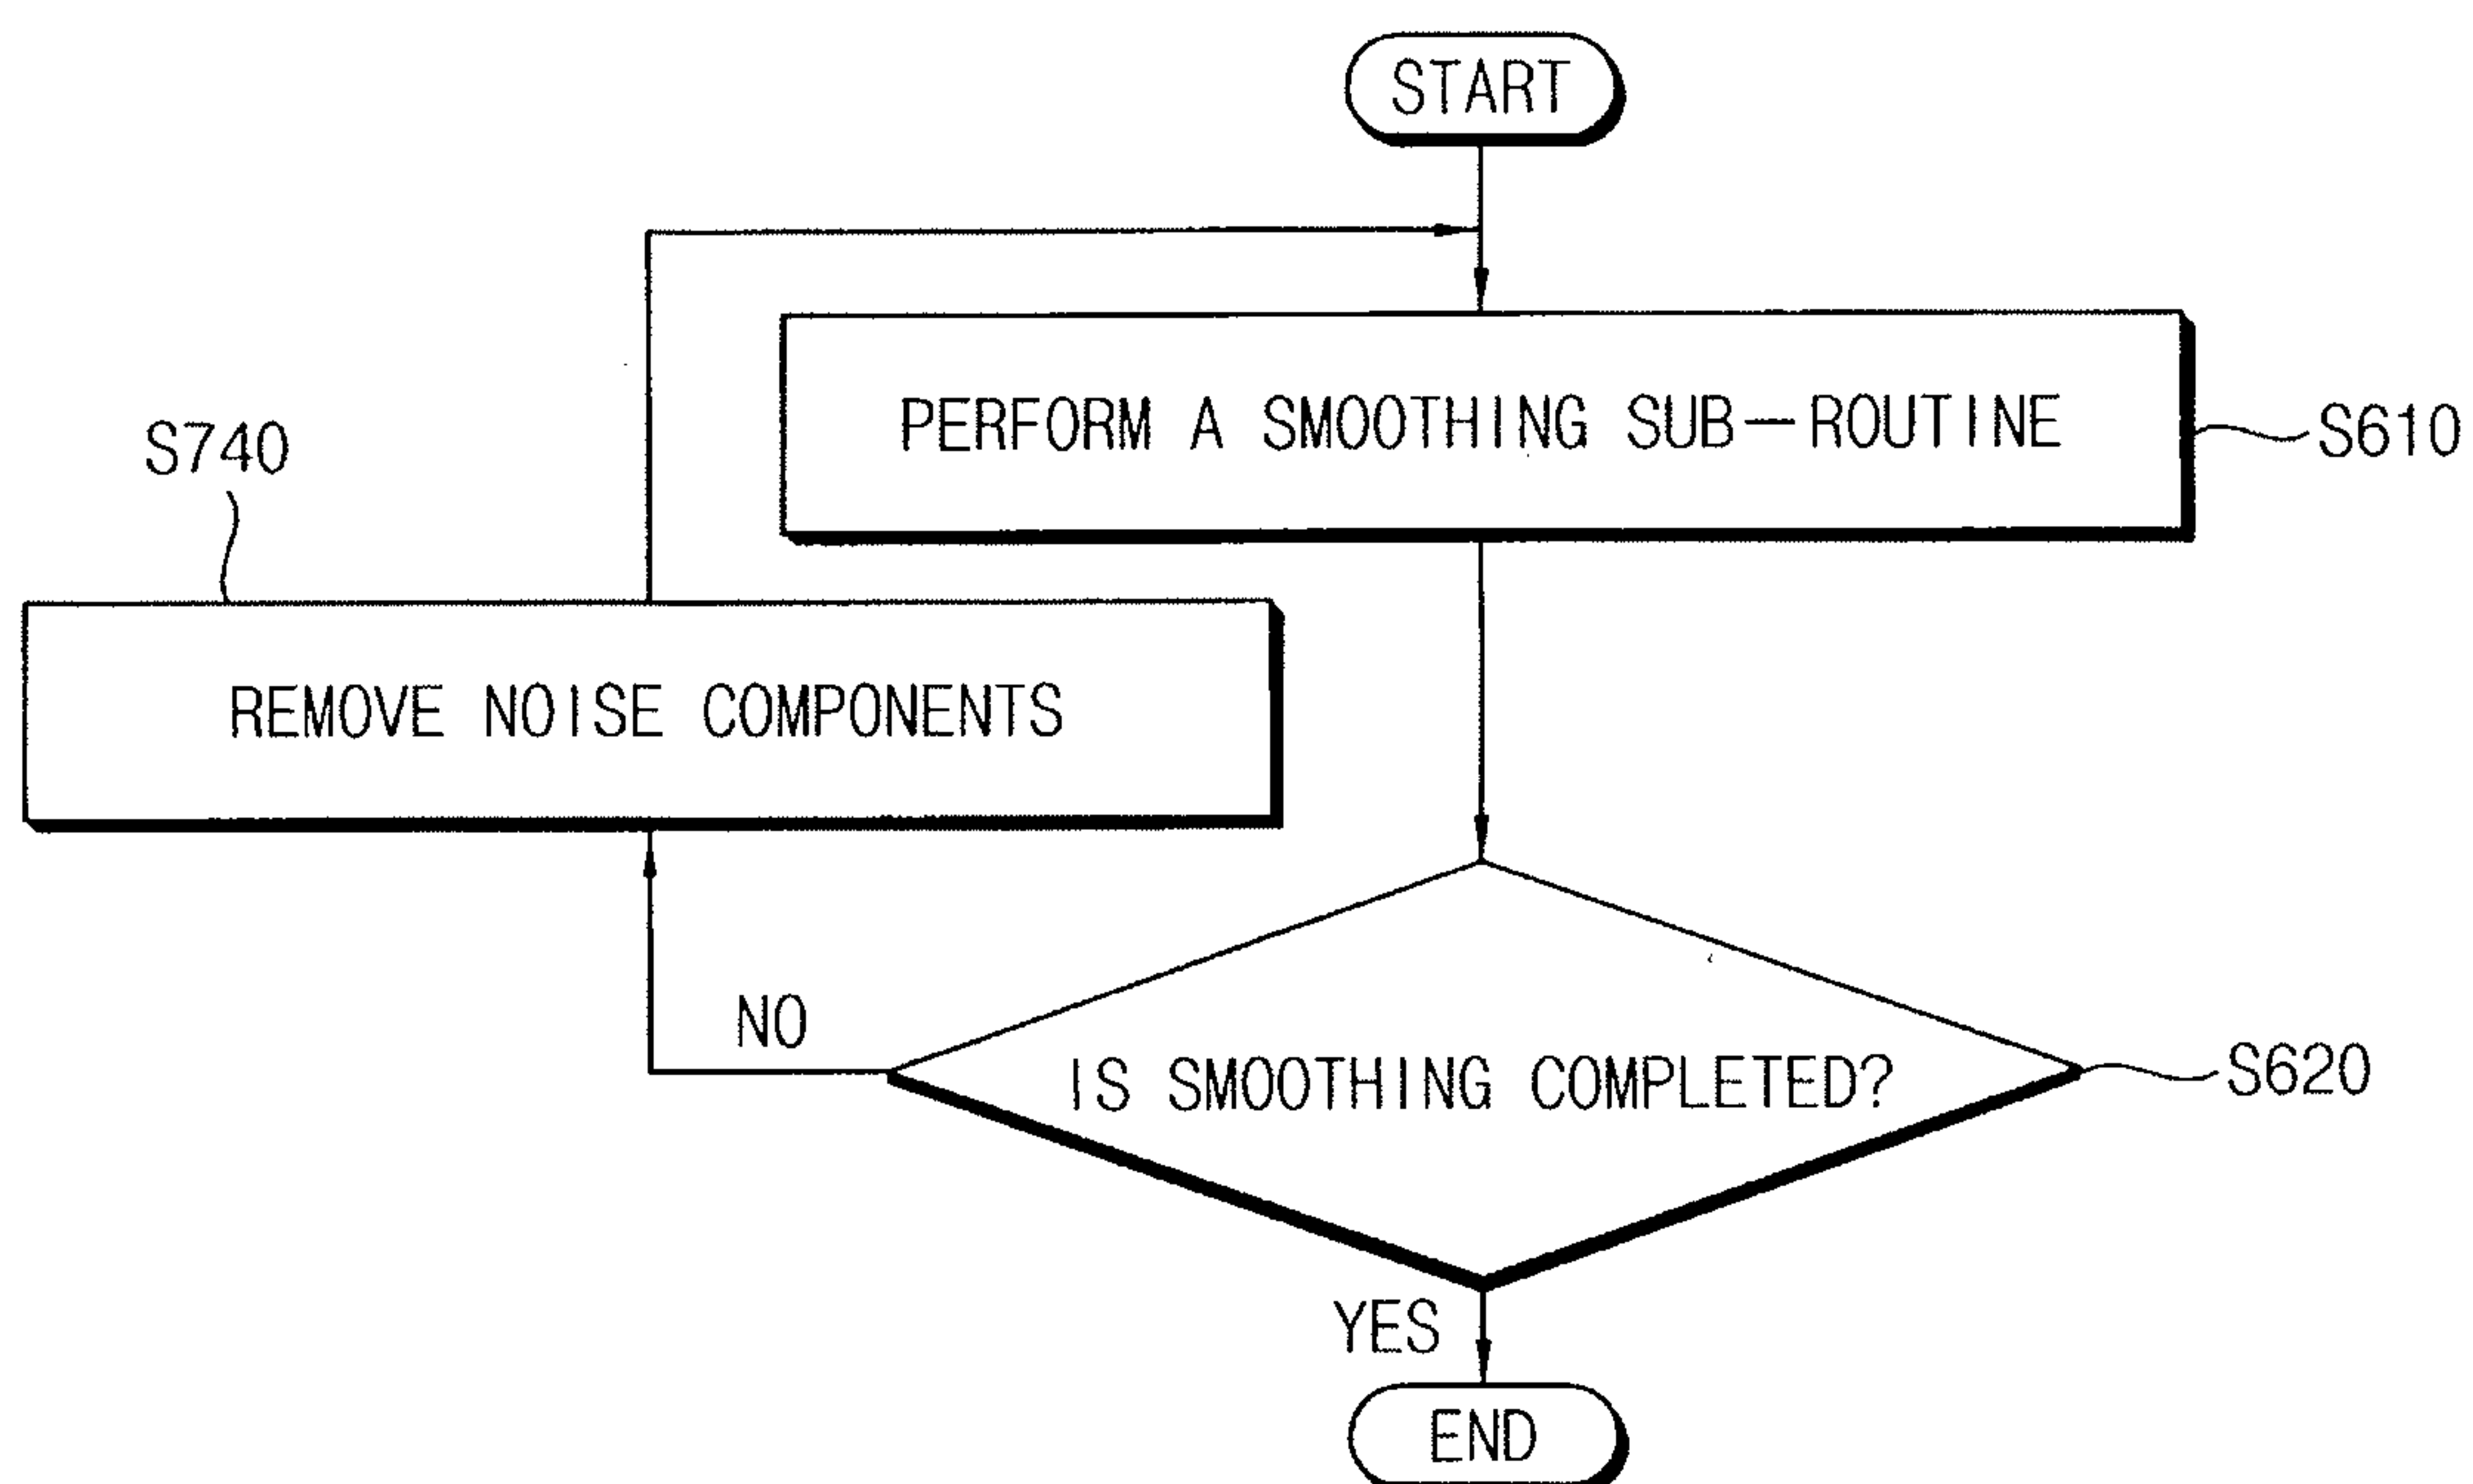 START
PERFORM A SMOOTHING SUB-ROUTINE
S610
S740
REMOVE NOISE COMPONENTS
NO
IS SMOOTHING COMPLETED?
S620
YES
END